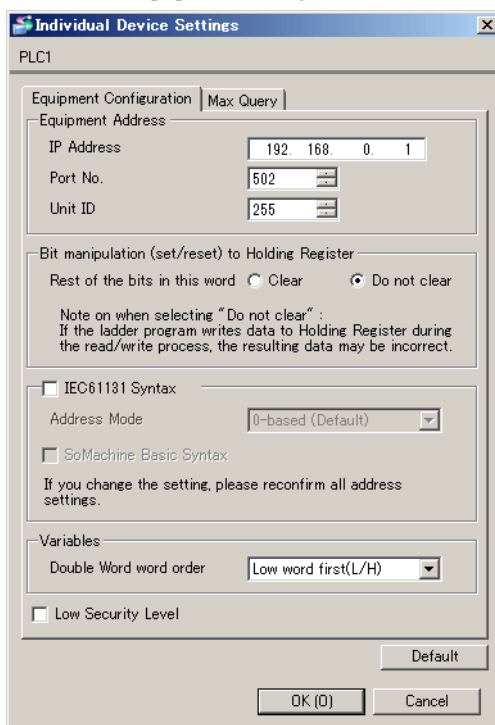 Individual Device Settings
PLC1
Equipment Configuration Max Query
Equipment Address
IP Address 192. 168. 0. 1
Port No. 502
Unit ID 255
Bit manipulation (set/reset) to Holding Register
Rest of the bits in this word Clear Do not clear
Note on when selecting "Do not clear" :
If the ladder program writes data to Holding Register during
the read/write process, the resulting data may be incorrect.
IEC61131 Syntax
Address Mode 0-based (Default)
SoMachine Basic Syntax
If you change the setting, please reconfirm all address
settings.
Variables
Double Word word order Low word first(L/H)
Low Security Level
Default
OK (O) Cancel